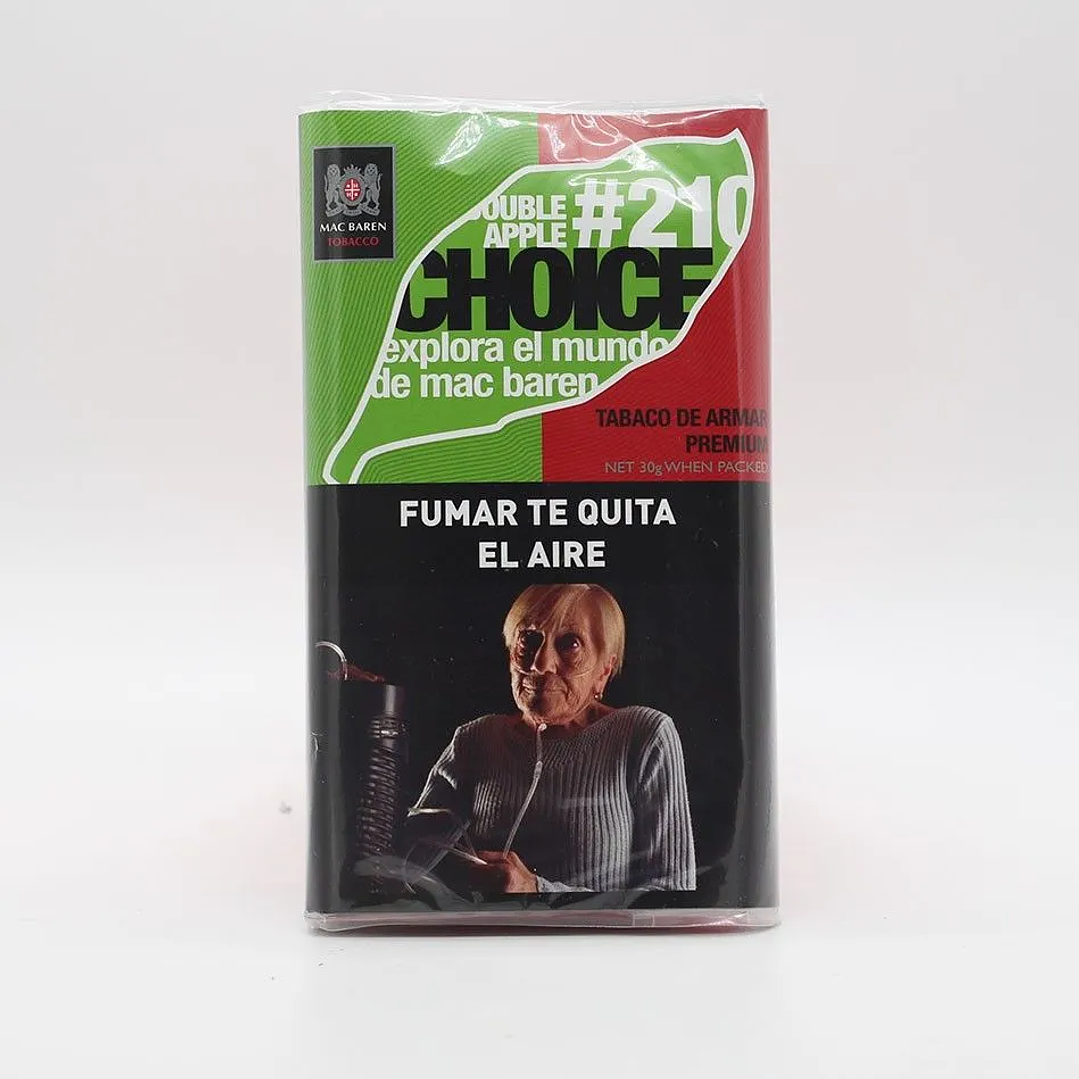 MAC BAREN
TOBACCO
DOUBLE
APPLE
#210
CHOICE
explora el mundo
de mac baren
TABACO DE ARMAR
PREMIUM
NET 30g WHEN PACKED
FUMAR TE QUITA
EL AIRE